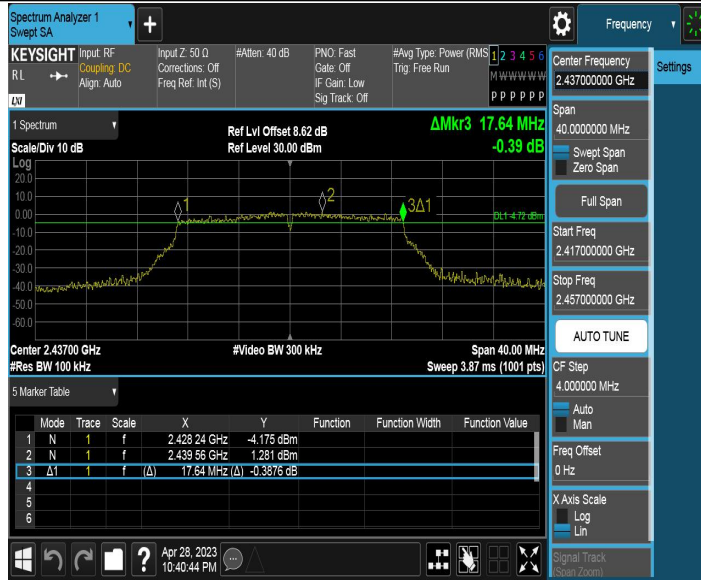 Spectrum Analyzer 1
Swept SA
+
Frequency
KEYSIGHT
RL
LXI
Input: RF
Coupling: DC
Align: Auto
Input Z: 50 Ω
Corrections: Off
Freq Ref: Int (S)
#Atten: 40 dB
PNO: Fast
Gate: Off
IF Gain: Low
Sig Track: Off
#Avg Type: Power (RMS
Trig: Free Run
1 2 3 4 5 6
M W W W W W
P P P P P P
Settings
1 Spectrum
Scale/Div 10 dB
Ref Lvl Offset 8.62 dB
Ref Level 30.00 dBm
ΔMkr3 17.64 MHz
-0.39 dB
Log
20.0
10.0
0.00
-10.0
-20.0
-30.0
-40.0
-50.0
-60.0
1
2
3Δ1
DL1 -4.72 dBm
Center 2.43700 GHz
#Video BW 300 kHz
Span 40.00 MHz
#Res BW 100 kHz
Sweep 3.87 ms (1001 pts)
5 Marker Table
Mode Trace Scale X Y Function Function Width Function Value
1 N 1 f 2.428 24 GHz -4.175 dBm
2 N 1 f 2.439 56 GHz 1.281 dBm
3 Δ1 1 f (Δ) 17.64 MHz (Δ) -0.3876 dB
4
5
6
?
Apr 28, 2023
10:40:44 PM
Center Frequency
2.437000000 GHz
Span
40.0000000 MHz
Swept Span
Zero Span
Full Span
Start Freq
2.417000000 GHz
Stop Freq
2.457000000 GHz
AUTO TUNE
CF Step
4.000000 MHz
Auto
Man
Freq Offset
0 Hz
X Axis Scale
Log
Lin
Signal Track
(Span Zoom)